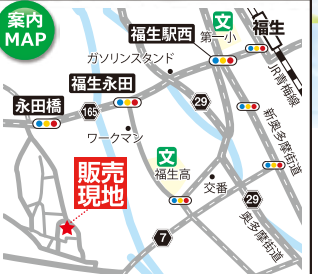 案内
MAP
福生駅西
文
第一小
福生
ガソリンスタンド
JR青梅線
福生永田
永田橋
165
29
新奥多摩街道
ワークマン
文
福生高
販売
現地
交番
29
奥多摩街道
7